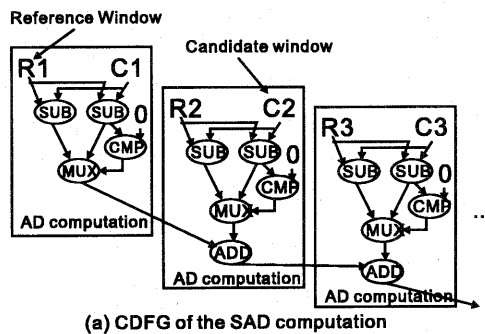 Reference Window
R1 C1
SUB SUB 0
CMP
MUX
AD computation
Candidate window
R2 C2
SUB SUB 0
CMP
MUX
ADD
AD computation
R3 C3
SUB SUB 0
CMP
MUX
ADD
AD computation
..
(a) CDFG of the SAD computation